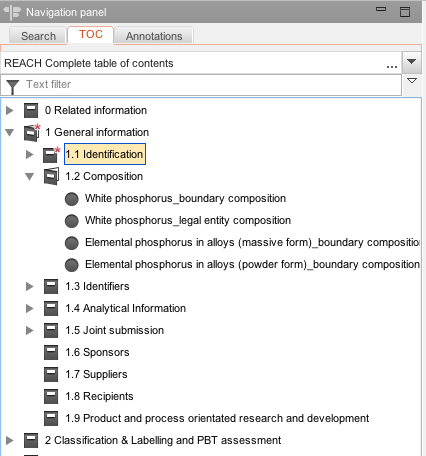 Navigation panel
Search TOC Annotations
REACH Complete table of contents ...
Text filter
0 Related information
1 General information
1.1 Identification
1.2 Composition
White phosphorus_boundary composition
White phosphorus_legal entity composition
Elemental phosphorus in alloys (massive form)_boundary composition
Elemental phosphorus in alloys (powder form)_boundary composition
1.3 Identifiers
1.4 Analytical Information
1.5 Joint submission
1.6 Sponsors
1.7 Suppliers
1.8 Recipients
1.9 Product and process orientated research and development
2 Classification & Labelling and PBT assessment